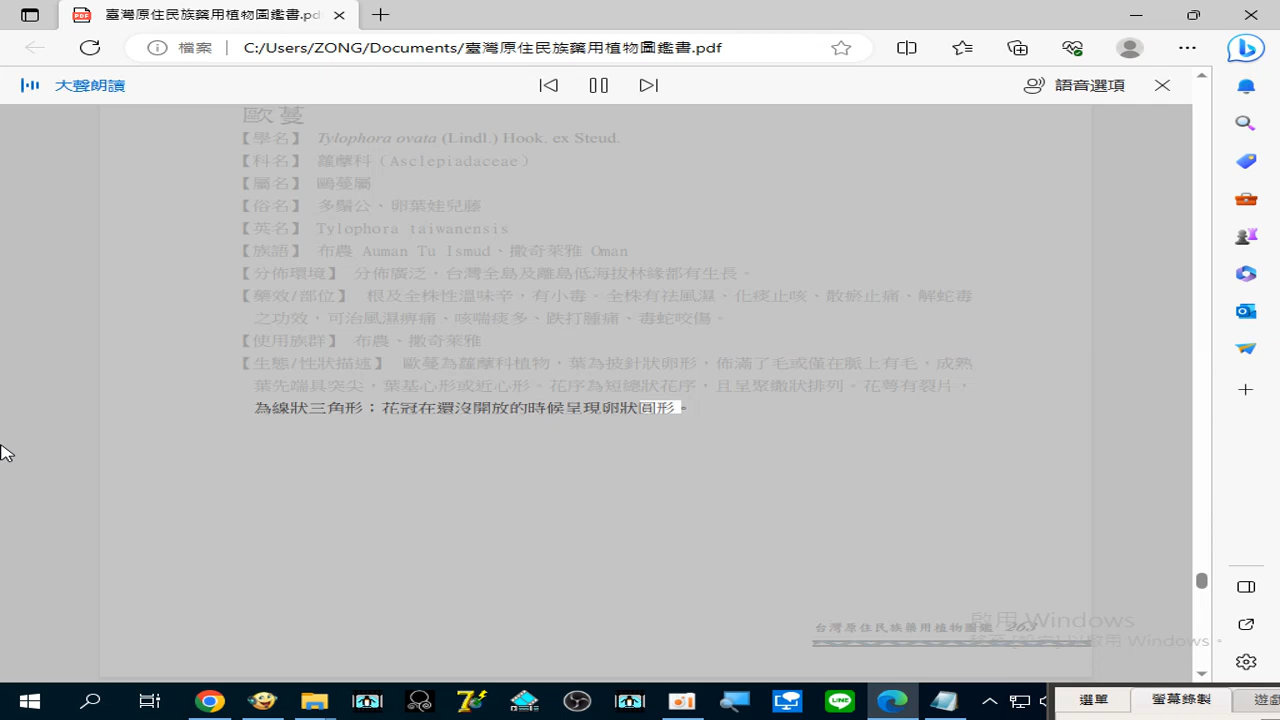 臺灣原住民族藥用植物圖鑑書.pd
檔案
C:/Users/ZONG/Documents/臺灣原住民族藥用植物圖鑑書.pdf
大聲朗讀
語音選項
歐蔓
【學名】 Tylophora ovata (Lindl.) Hook. ex Steud.
【科名】 蘿藦科（Asclepiadaceae）
【屬名】 鷗蔓屬
【俗名】 多鬚公、卵葉娃兒藤
【英名】 Tylophora taiwanensis
【族語】 布農 Auman Tu Ismud、撒奇萊雅 Oman
【分佈環境】 分佈廣泛，台灣全島及離島低海拔林緣都有生長。
【藥效/部位】 根及全株性溫味辛，有小毒。全株有祛風濕、化痰止咳、散瘀止痛、解蛇毒
之功效，可治風濕痹痛、咳喘痰多、跌打腫痛、毒蛇咬傷。
【使用族群】 布農、撒奇萊雅
【生態/性狀描述】 歐蔓為蘿藦科植物，葉為披針狀卵形，佈滿了毛或僅在脈上有毛，成熟
葉先端具突尖，葉基心形或近心形。花序為短總狀花序，且呈聚繖狀排列。花萼有裂片，
為線狀三角形；花冠在還沒開放的時候呈現卵狀圓形。
台灣原住民族藥用植物圖鑑 263
啟用 Windows
移至 [設定] 以啟用 Windows。
選單
螢幕錄製
遊戲